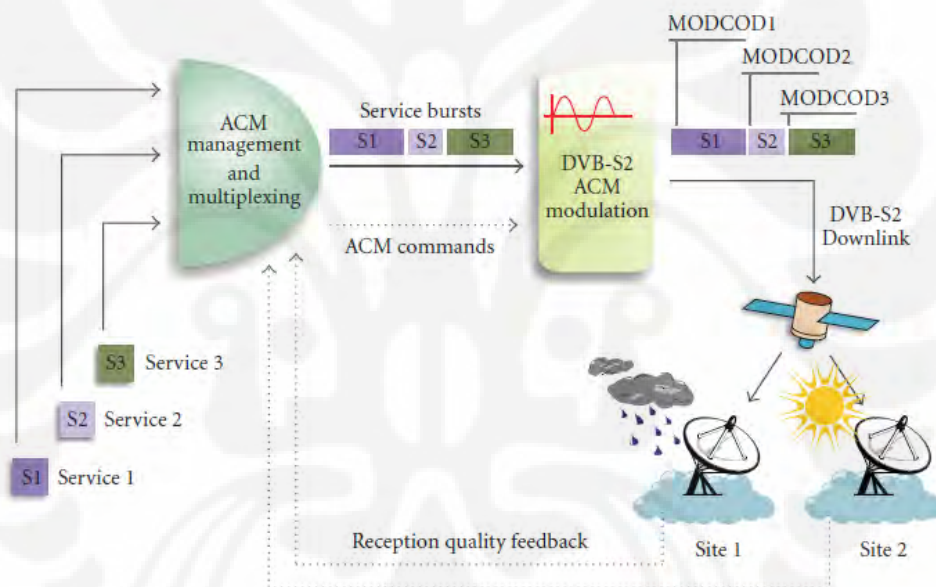 MODCOD1
MODCOD2
MODCOD3
ACM
management
and
multiplexing
Service bursts
S1 S2 S3
DVB-S2
ACM
modulation
S1 S2 S3
ACM commands
DVB-S2
Downlink
S3 Service 3
S2 Service 2
S1 Service 1
Reception quality feedback
Site 1
Site 2